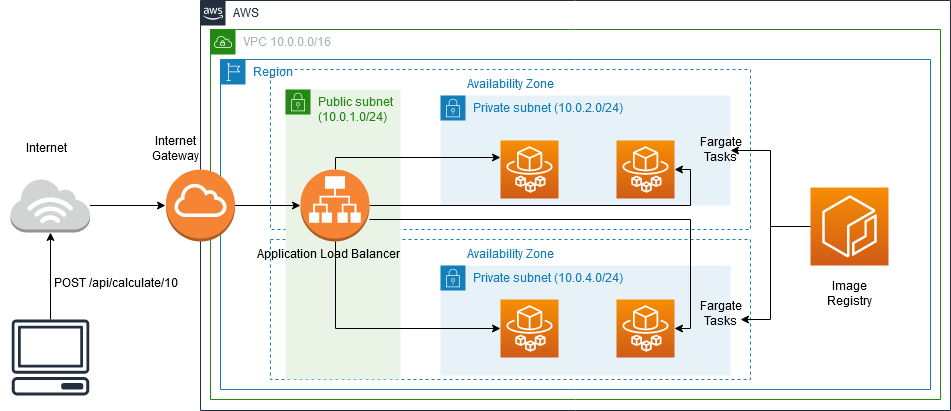 aws
AWS
VPC 10.0.0.0/16
Region
Availability Zone
Public subnet
(10.0.1.0/24)
Private subnet (10.0.2.0/24)
Internet
Internet
Gateway
Fargate
Tasks
Application Load Balancer
Availability Zone
Private subnet (10.0.4.0/24)
POST /api/calculate/10
Image
Registry
Fargate
Tasks